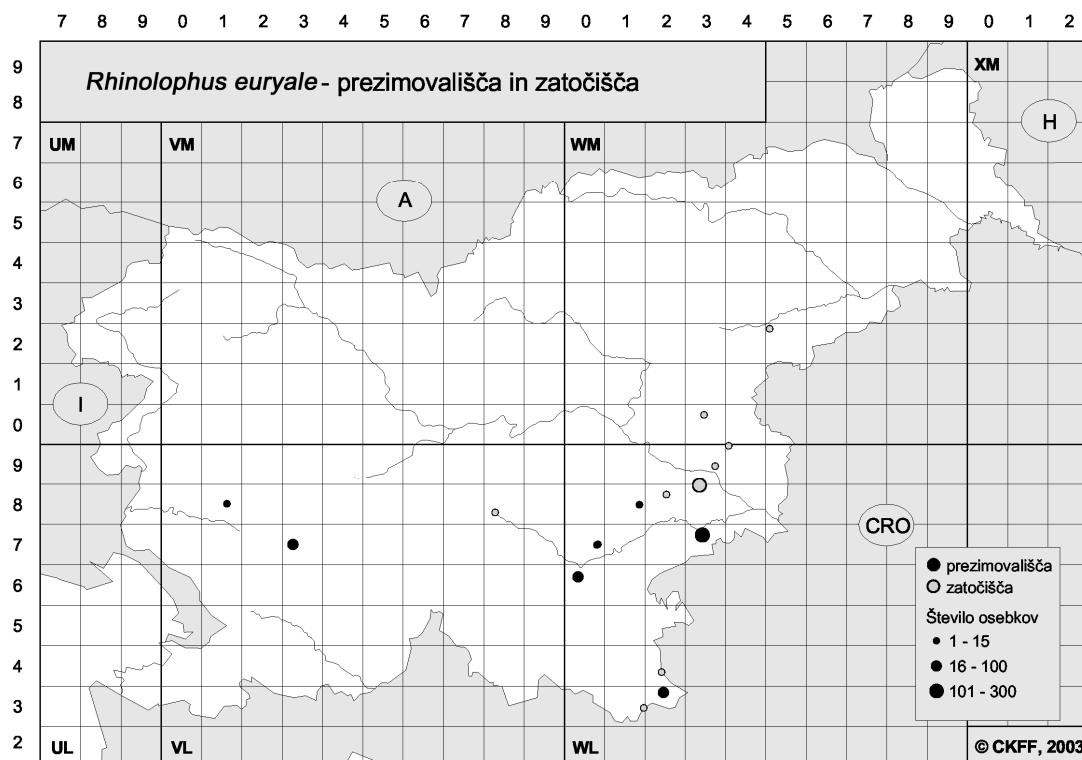 7 8 9 0 1 2 3 4 5 6 7 8 9 0 1 2 3 4 5 6 7 8 9 0 1 2
Rhinolophus euryale - prezimovališča in zatočišča
XM
H
UM VM WM
A
I
CRO
prezimovališča
zatočišča
Število osebkov
1 - 15
16 - 100
101 - 300
UL VL WL
© CKFF, 2003
9
8
7
6
5
4
3
2
1
0
9
8
7
6
5
4
3
2